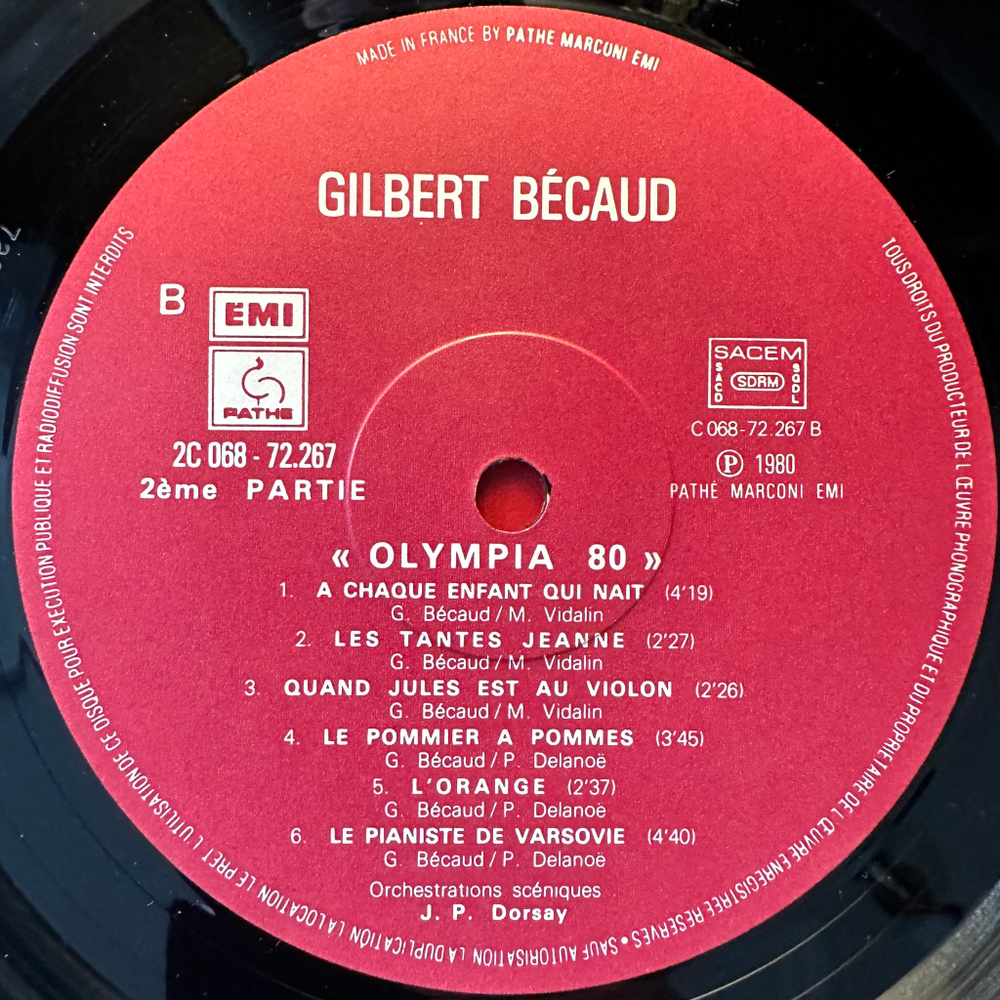 MADE IN FRANCE BY PATHE MARCONI EMI
GILBERT BÉCAUD
B
EMI
PATHE
2C 068 - 72.267
2ème PARTIE
SACEM
SACD
SDRM
SGDL
C 068-72.267 B
Ⓟ 1980
PATHÉ MARCONI EMI
« OLYMPIA 80 »
1. A CHAQUE ENFANT QUI NAIT (4'19)
G. Bécaud / M. Vidalin
2. LES TANTES JEANNE (2'27)
G. Bécaud / M. Vidalin
3. QUAND JULES EST AU VIOLON (2'26)
G. Bécaud / M. Vidalin
4. LE POMMIER A POMMES (3'45)
G. Bécaud / P. Delanoë
5. L'ORANGE (2'37)
G. Bécaud / P. Delanoë
6. LE PIANISTE DE VARSOVIE (4'40)
G. Bécaud / P. Delanoë
Orchestrations scéniques
J. P. Dorsay
TOUS DROITS DU PRODUCTEUR DE L'ŒUVRE PHONOGRAPHIQUE ET DU PROPRIETAIRE DE L'ŒUVRE ENREGISTREE RESERVES • SAUF AUTORISATION LA DUPLICATION LA LOCATION LE PRET L'UTILISATION DE CE DISQUE POUR EXECUTION PUBLIQUE ET RADIODIFFUSION SONT INTERDITS